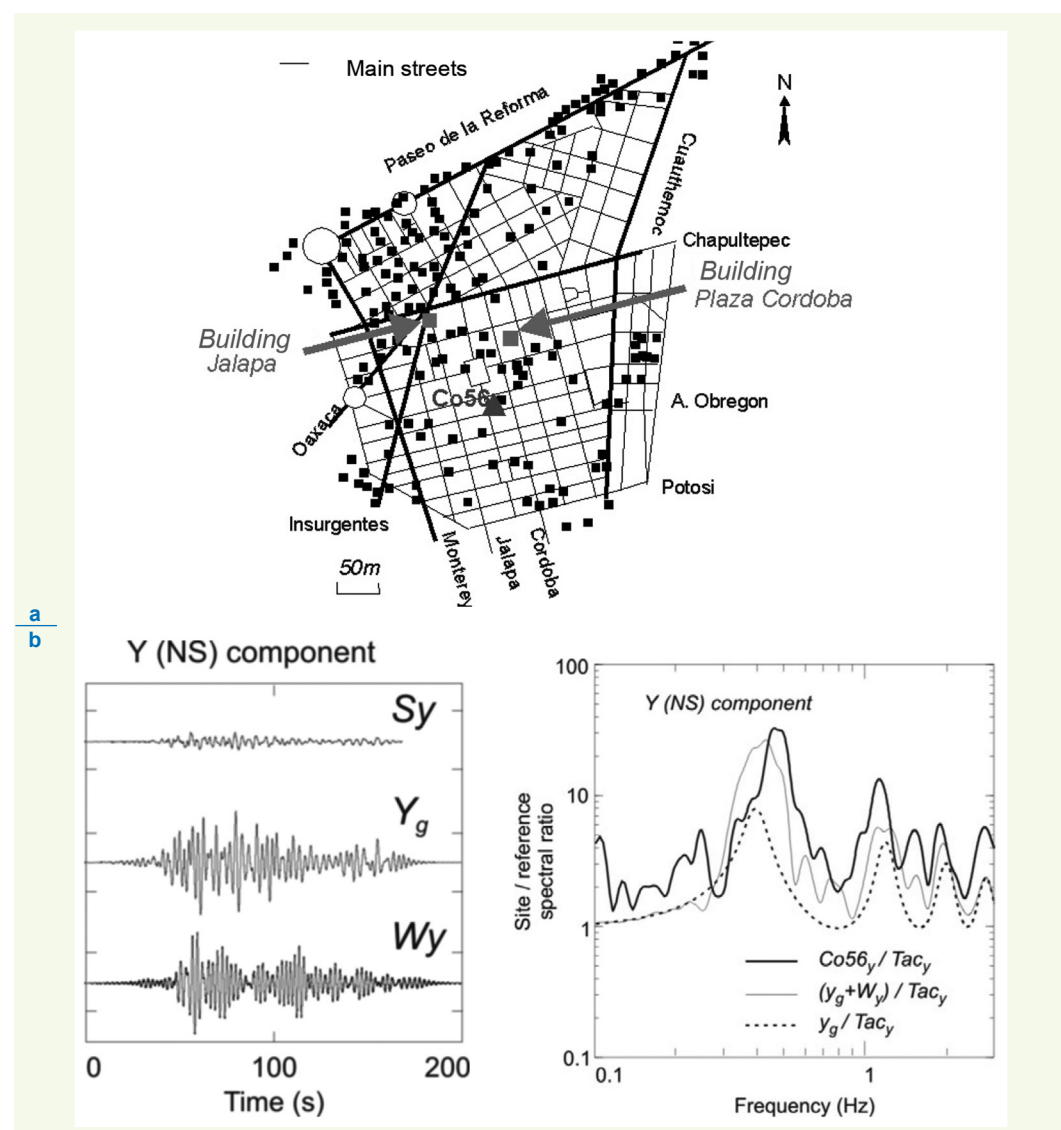 Main streets
N
Paseo de la Reforma
Cuauthemoc
Chapultepec
Building
Plaza Cordoba
Building
Jalapa
Co56
Oaxaca
A. Obregon
Potosi
Insurgentes
Monterey
Jalapa
Cordoba
50m
a
b
Y (NS) component
Sy
Yg
Wy
0 100 200
Time (s)
100
10
1
0.1
Y (NS) component
Site / reference
spectral ratio
Co56y / Tacy
(yg+Wy) / Tacy
yg / Tacy
0.1 1
Frequency (Hz)